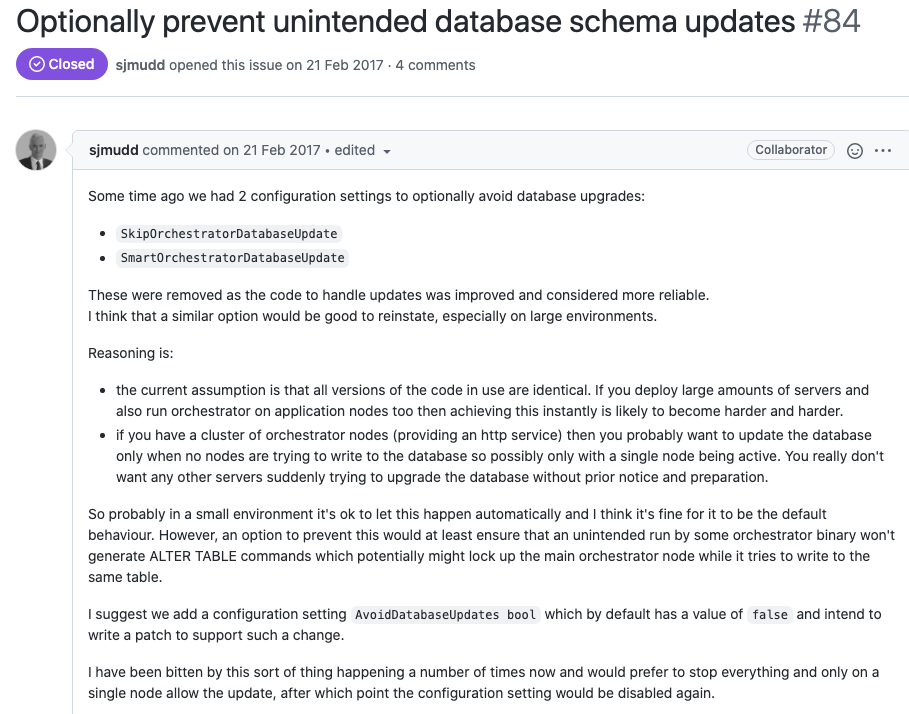 Optionally prevent unintended database schema updates #84
Closed sjmudd opened this issue on 21 Feb 2017 · 4 comments
sjmudd commented on 21 Feb 2017 • edited Collaborator
Some time ago we had 2 configuration settings to optionally avoid database upgrades:
• SkipOrchestratorDatabaseUpdate
• SmartOrchestratorDatabaseUpdate
These were removed as the code to handle updates was improved and considered more reliable.
I think that a similar option would be good to reinstate, especially on large environments.
Reasoning is:
• the current assumption is that all versions of the code in use are identical. If you deploy large amounts of servers and
also run orchestrator on application nodes too then achieving this instantly is likely to become harder and harder.
• if you have a cluster of orchestrator nodes (providing an http service) then you probably want to update the database
only when no nodes are trying to write to the database so possibly only with a single node being active. You really don't
want any other servers suddenly trying to upgrade the database without prior notice and preparation.
So probably in a small environment it's ok to let this happen automatically and I think it's fine for it to be the default
behaviour. However, an option to prevent this would at least ensure that an unintended run by some orchestrator binary won't
generate ALTER TABLE commands which potentially might lock up the main orchestrator node while it tries to write to the
same table.
I suggest we add a configuration setting AvoidDatabaseUpdates bool which by default has a value of false and intend to
write a patch to support such a change.
I have been bitten by this sort of thing happening a number of times now and would prefer to stop everything and only on a
single node allow the update, after which point the configuration setting would be disabled again.